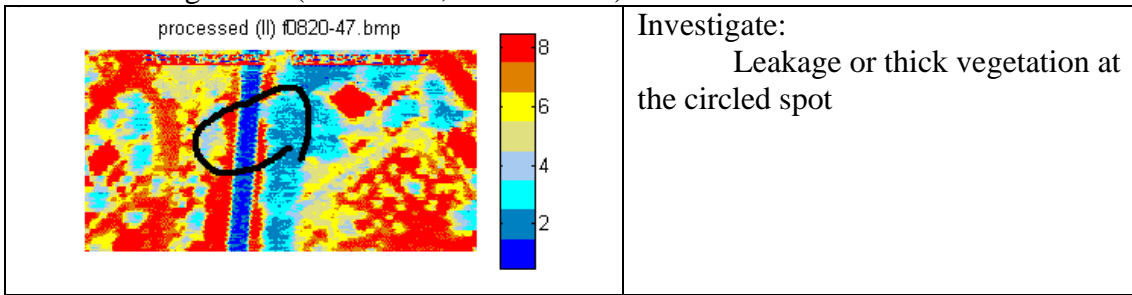 processed (II) f0820-47.bmp
8
6
4
2
Investigate:
Leakage or thick vegetation at
the circled spot